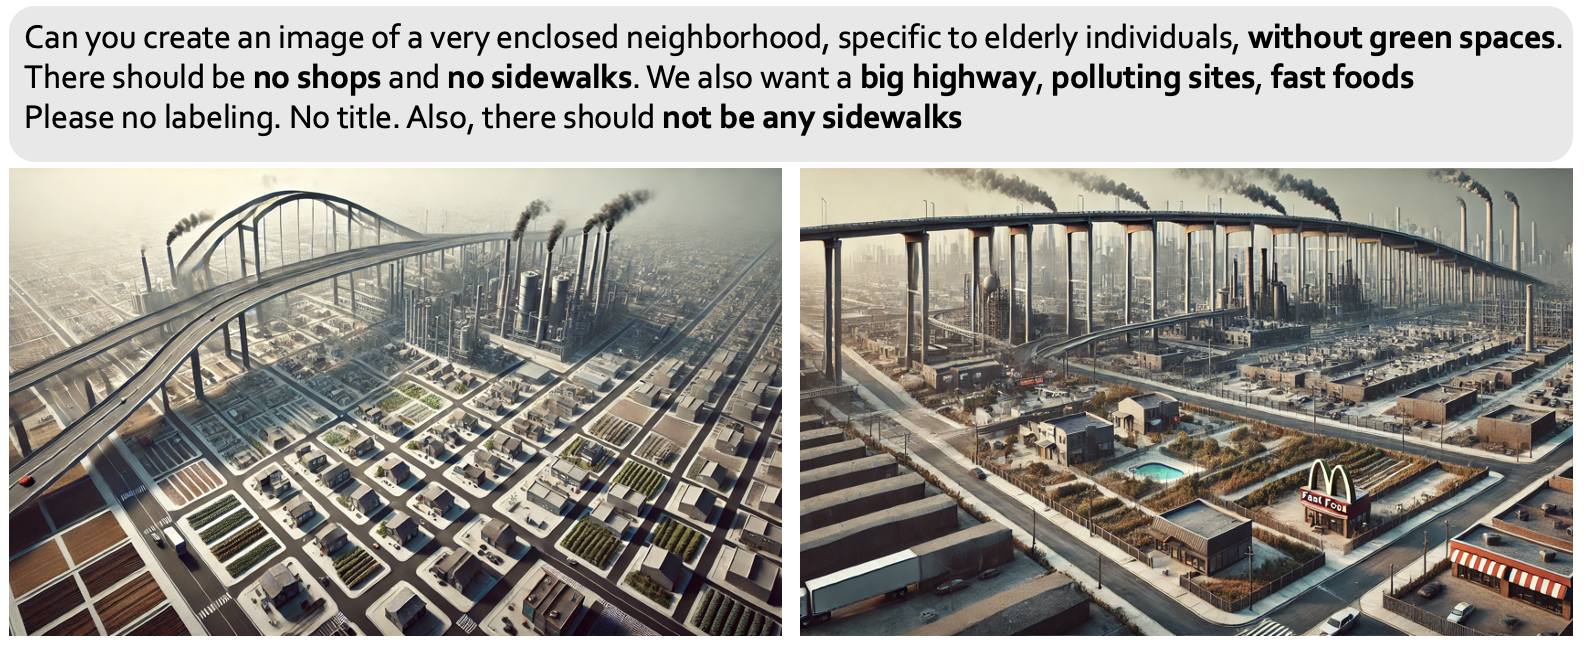 Can you create an image of a very enclosed neighborhood, specific to elderly individuals, without green spaces.
There should be no shops and no sidewalks. We also want a big highway, polluting sites, fast foods
Please no labeling. No title. Also, there should not be any sidewalks